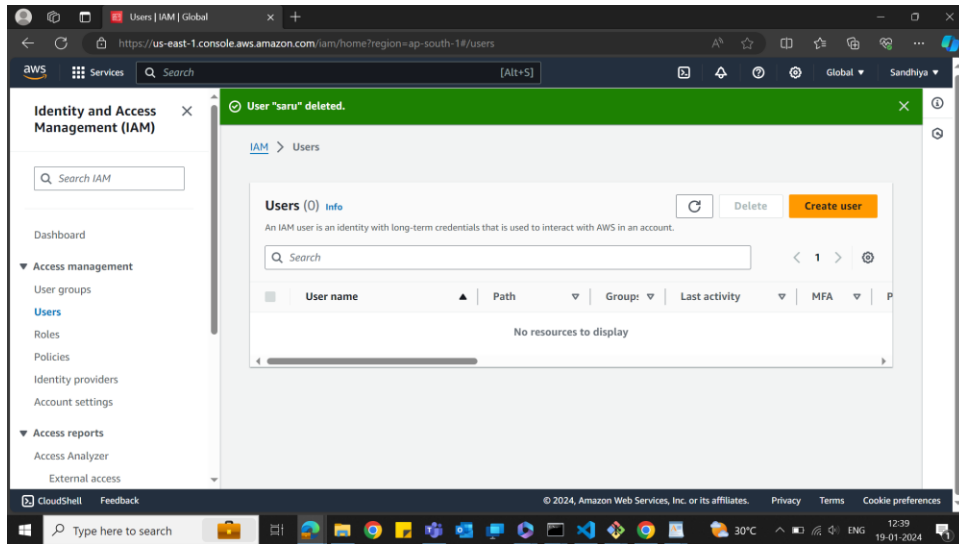 Users | IAM | Global
https://us-east-1.console.aws.amazon.com/iam/home?region=ap-south-1#/users
aws Services Search [Alt+S] Global Sandhiya
Identity and Access
Management (IAM)
Search IAM
Dashboard
Access management
User groups
Users
Roles
Policies
Identity providers
Account settings
Access reports
Access Analyzer
External access
User "saru" deleted.
IAM > Users
Users (0) Info
Delete
Create user
An IAM user is an identity with long-term credentials that is used to interact with AWS in an account.
Search
1
User name Path Group: Last activity MFA P
No resources to display
CloudShell Feedback © 2024, Amazon Web Services, Inc. or its affiliates. Privacy Terms Cookie preferences
Type here to search 30°C ENG 12:39
19-01-2024
1